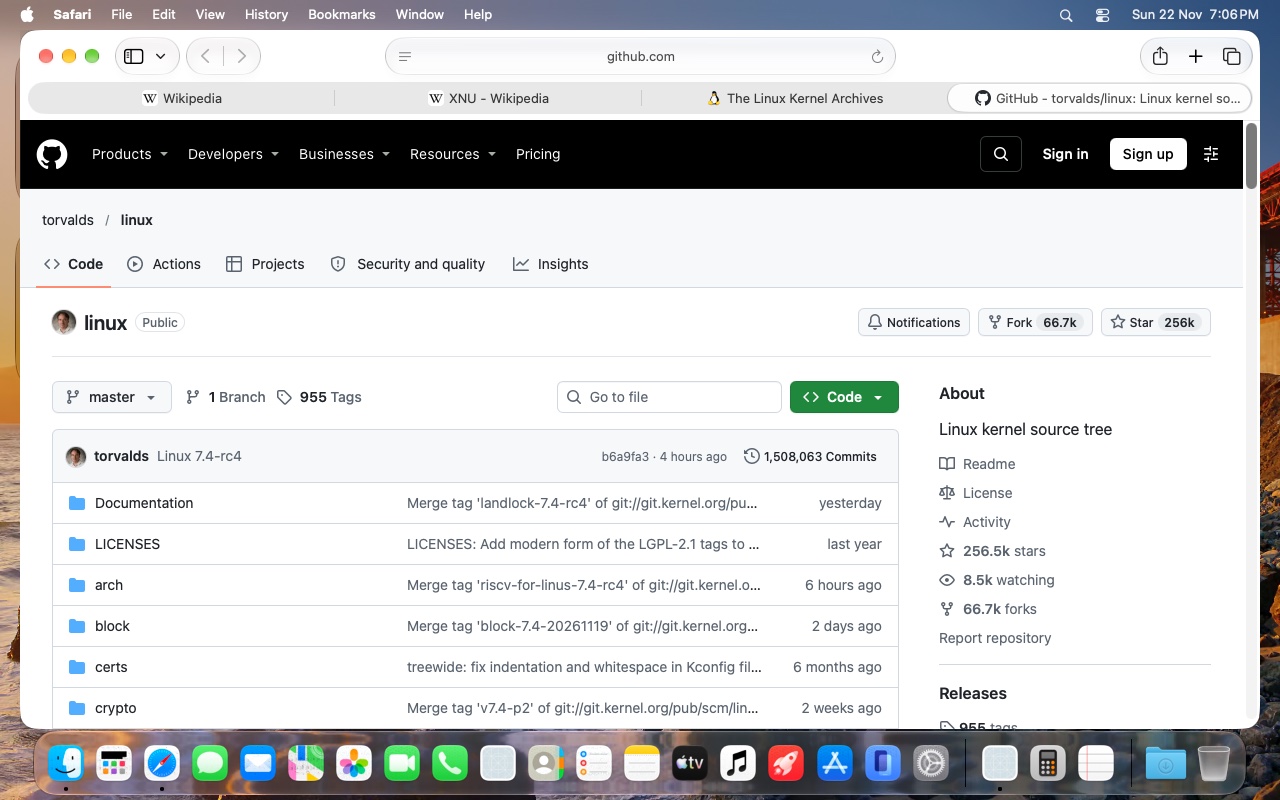 Safari File Edit View History Bookmarks Window Help Sun 22 Nov 7:06 PM
github.com
Wikipedia XNU - Wikipedia The Linux Kernel Archives GitHub - torvalds/linux: Linux kernel so...
Products Developers Businesses Resources Pricing Sign in Sign up
torvalds / linux
Code Actions Projects Security and quality Insights
linux Public Notifications Fork 66.7k Star 256k
master 1 Branch 955 Tags Go to file Code
torvalds Linux 7.4-rc4 b6a9fa3 · 4 hours ago 1,508,063 Commits
Documentation Merge tag 'landlock-7.4-rc4' of git://git.kernel.org/pu... yesterday
LICENSES LICENSES: Add modern form of the LGPL-2.1 tags to ... last year
arch Merge tag 'riscv-for-linus-7.4-rc4' of git://git.kernel.o... 6 hours ago
block Merge tag 'block-7.4-20261119' of git://git.kernel.org... 2 days ago
certs treewide: fix indentation and whitespace in Kconfig fil... 6 months ago
crypto Merge tag 'v7.4-p2' of git://git.kernel.org/pub/scm/lin... 2 weeks ago
About
Linux kernel source tree
Readme
License
Activity
256.5k stars
8.5k watching
66.7k forks
Report repository
Releases
955 tags
tv